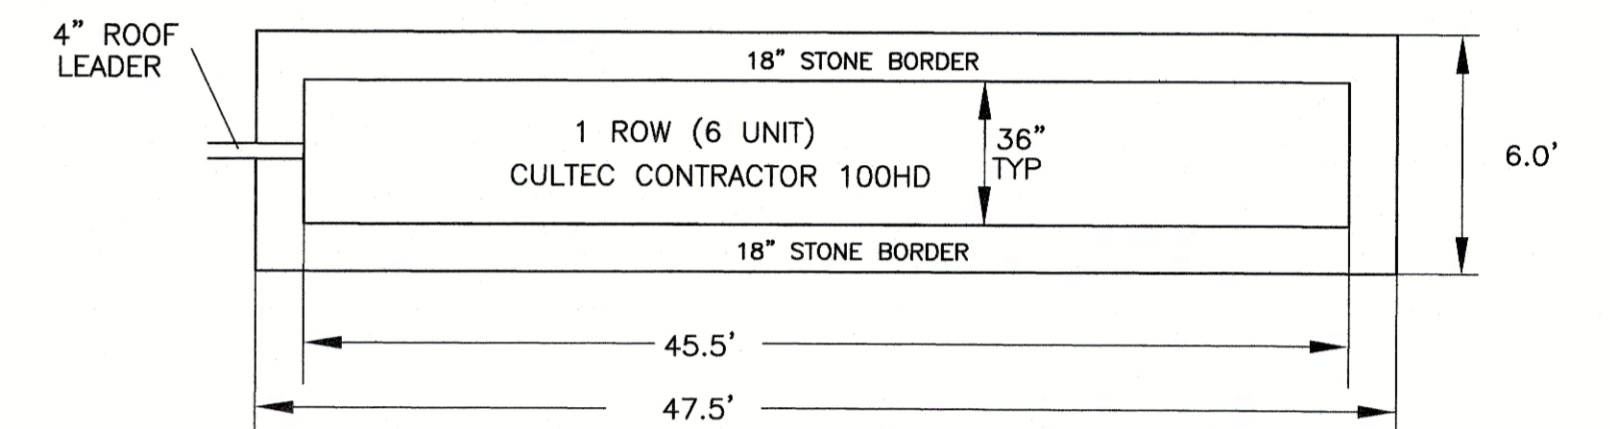 4” ROOF
LEADER
18” STONE BORDER
1 ROW (6 UNIT)
CULTEC CONTRACTOR 100HD
36”
TYP
6.0’
18” STONE BORDER
45.5’
47.5’